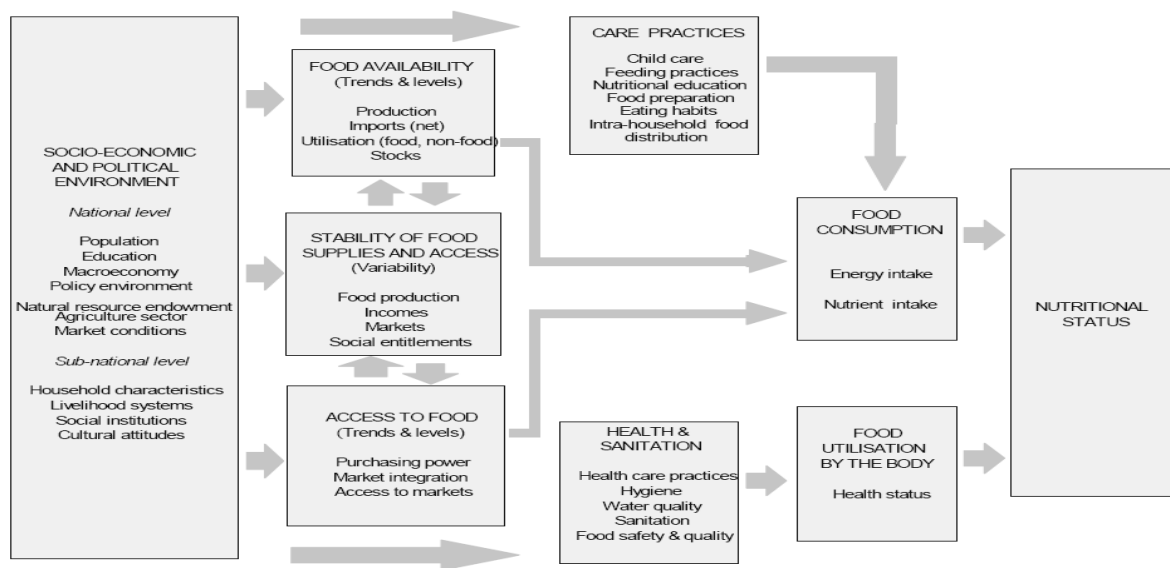 SOCIO-ECONOMIC
AND POLITICAL
ENVIRONMENT
National level
Population
Education
Macroeconomy
Policy environment
Natural resource endowment
Agriculture sector
Market conditions
Sub-national level
Household characteristics
Livelihood systems
Social institutions
Cultural attitudes
FOOD AVAILABILITY
(Trends & levels)
Production
Imports (net)
Utilisation (food, non-food)
Stocks
STABILITY OF FOOD
SUPPLIES AND ACCESS
(Variability)
Food production
Incomes
Markets
Social entitlements
ACCESS TO FOOD
(Trends & levels)
Purchasing power
Market integration
Access to markets
CARE PRACTICES
Child care
Feeding practices
Nutritional education
Food preparation
Eating habits
Intra-household food
distribution
HEALTH &
SANITATION
Health care practices
Hygiene
Water quality
Sanitation
Food safety & quality
FOOD
CONSUMPTION
Energy intake
Nutrient intake
FOOD
UTILISATION
BY THE BODY
Health status
NUTRITIONAL
STATUS